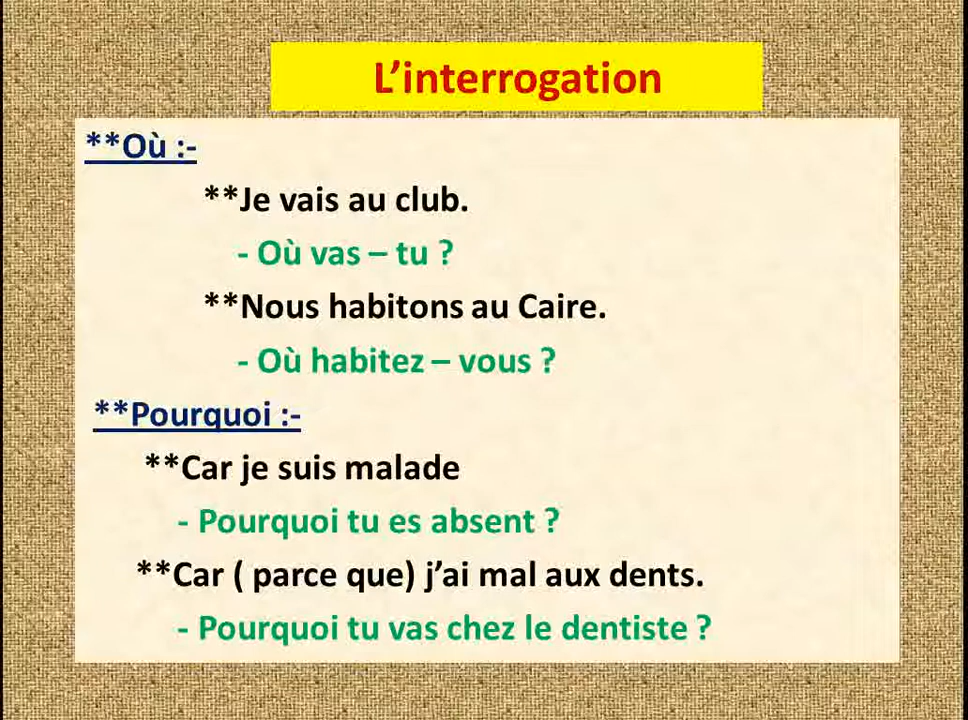 L’interrogation
**Où :-
**Je vais au club.
- Où vas – tu ?
**Nous habitons au Caire.
- Où habitez – vous ?
**Pourquoi :-
**Car je suis malade
- Pourquoi tu es absent ?
**Car ( parce que) j’ai mal aux dents.
- Pourquoi tu vas chez le dentiste ?